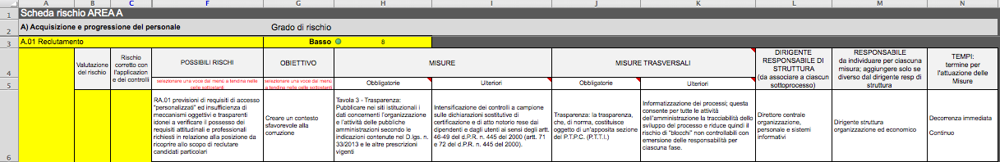 A B C F G H I J K L M N
1 Scheda rischio AREA A
2 A) Acquisizione e progressione del personale Grado di rischio
3 A.01 Reclutamento Basso 8
4
Valutazione
del rischio
Rischio
corretto con
l'applicazion
e dei controlli
POSSIBILI RISCHI
selezionare una voce dal menù a tendina nelle
celle sottostanti
OBIETTIVO
selezionare una voce dal menù
a tendina nelle celle sottostanti
MISURE
MISURE TRASVERSALI
DIRIGENTE
RESPONSABILE DI
STRUTTURA
(da associare a ciascun
sottoprocesso)
RESPONSABILE
da individuare per ciascuna
misura; aggiungere solo se
diverso dal dirigente resp di
struttura
TEMPI:
termine per
l'attuazione delle
Misure
5
Obbligatorie Ulteriori Obbligatorie Ulteriori
6
RA.01 previsioni di requisiti di accesso
"personalizzati" ed insufficienza di
meccanismi oggettivi e trasparenti
idonei a verificare il possesso dei
requisiti attitudinali e professionali
richiesti in relazione alla posizione da
ricoprire allo scopo di reclutare
candidati particolari
Creare un contesto
sfavorevole alla
corruzione
Tavola 3 - Trasparenza:
Pubblicare nei siti istituzionali i
dati concernenti l'organizzazione
e l'attività delle pubbliche
amministrazioni secondo le
indicazioni contenute nel D.lgs. n.
33/2013 e le altre prescrizioni
vigenti
Intensificazione dei controlli a campione
sulle dichiarazioni sostitutive di
certificazione e di atto notorio rese dai
dipendenti e dagli utenti ai sensi degli artt.
46-49 del d.P.R. n. 445 del 2000 (artt. 71
e 72 del d.P.R. n. 445 del 2000).
Trasparenza: la trasparenza,
che, di norma, costituisce
oggetto di un'apposita sezione
del P.T.P.C. (P.T.T.I.)
Informatizzazione dei processi; questa
consente per tutte le attività
dell'amministrazione la tracciabilità dello
sviluppo del processo e riduce quindi il
rischio di "blocchi" non controllabili con
emersione delle responsabilità per
ciascuna fase.
Direttore centrale
organizzazione,
personale e sistemi
informativi
Dirigente struttura
organizzazione ed economico
Decorrenza immediata
Continuo